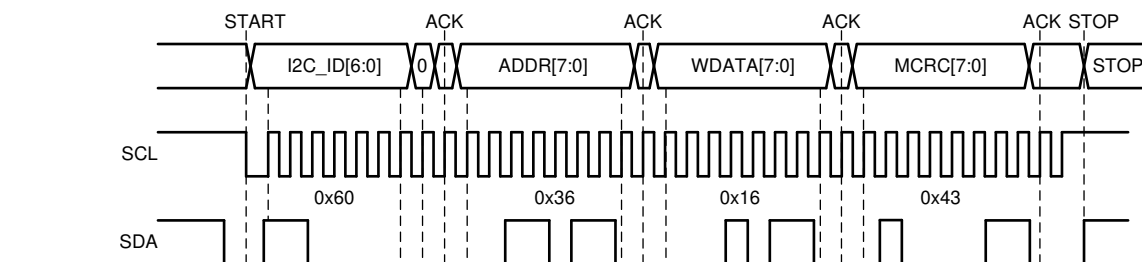 START ACK ACK ACK ACK STOP
I2C_ID[6:0] 0 ADDR[7:0] WDATA[7:0] MCRC[7:0] STOP
SCL
0x60 0x36 0x16 0x43
SDA